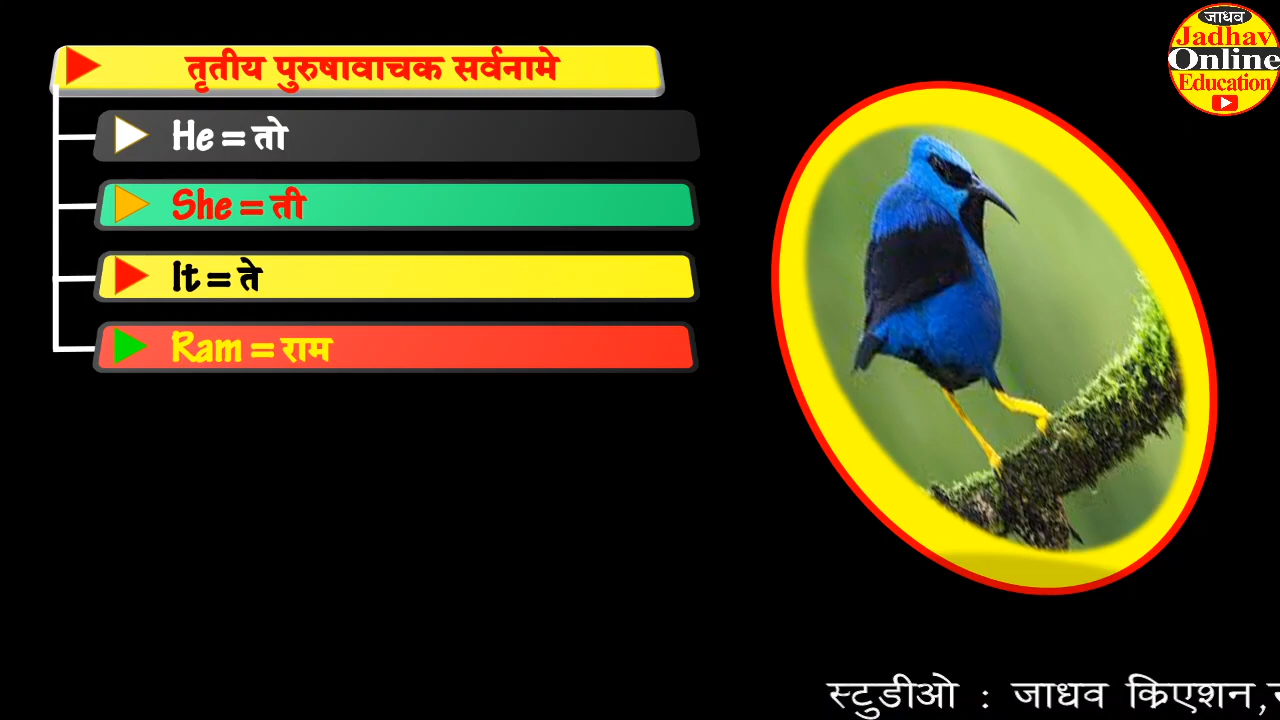 जाधव
Jadhav
Online
Education
तृतीय पुरुषावाचक सर्वनामे
He = तो
She = ती
It = ते
Ram = राम
स्टुडीओ : जाधव क्रिएशन,